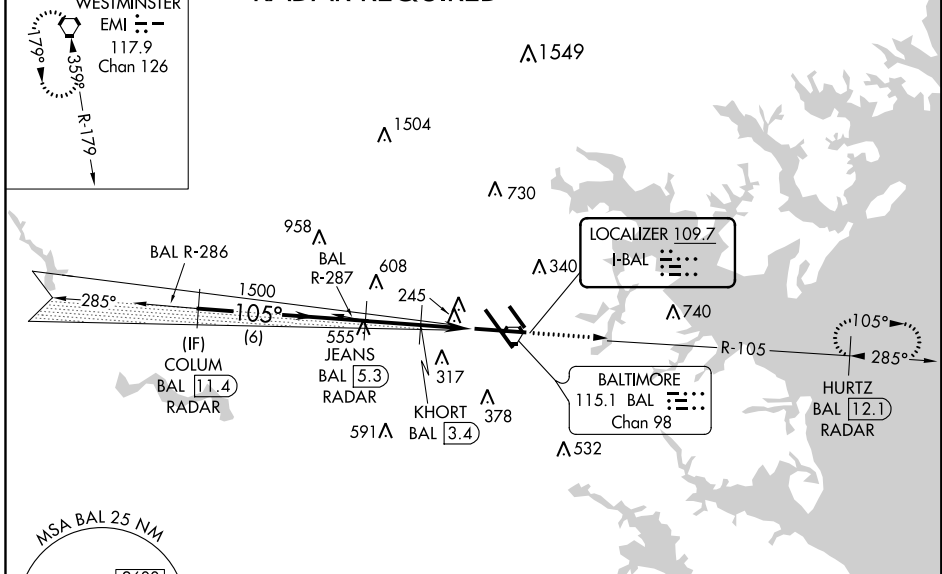 WESTMINSTER
EMI
117.9
Chan 126
179°
359°
R-179
1549
1504
730
958
BAL R-286
BAL
R-287
608
245
340
LOCALIZER 109.7
I-BAL
740
285°
1500
105°
(6)
555
(IF)
COLUM
BAL 11.4
RADAR
JEANS
BAL 5.3
RADAR
317
KHORT
BAL 3.4
378
591
532
BALTIMORE
115.1 BAL
Chan 98
R-105
105°
285°
HURTZ
BAL 12.1
RADAR
MSA BAL 25 NM